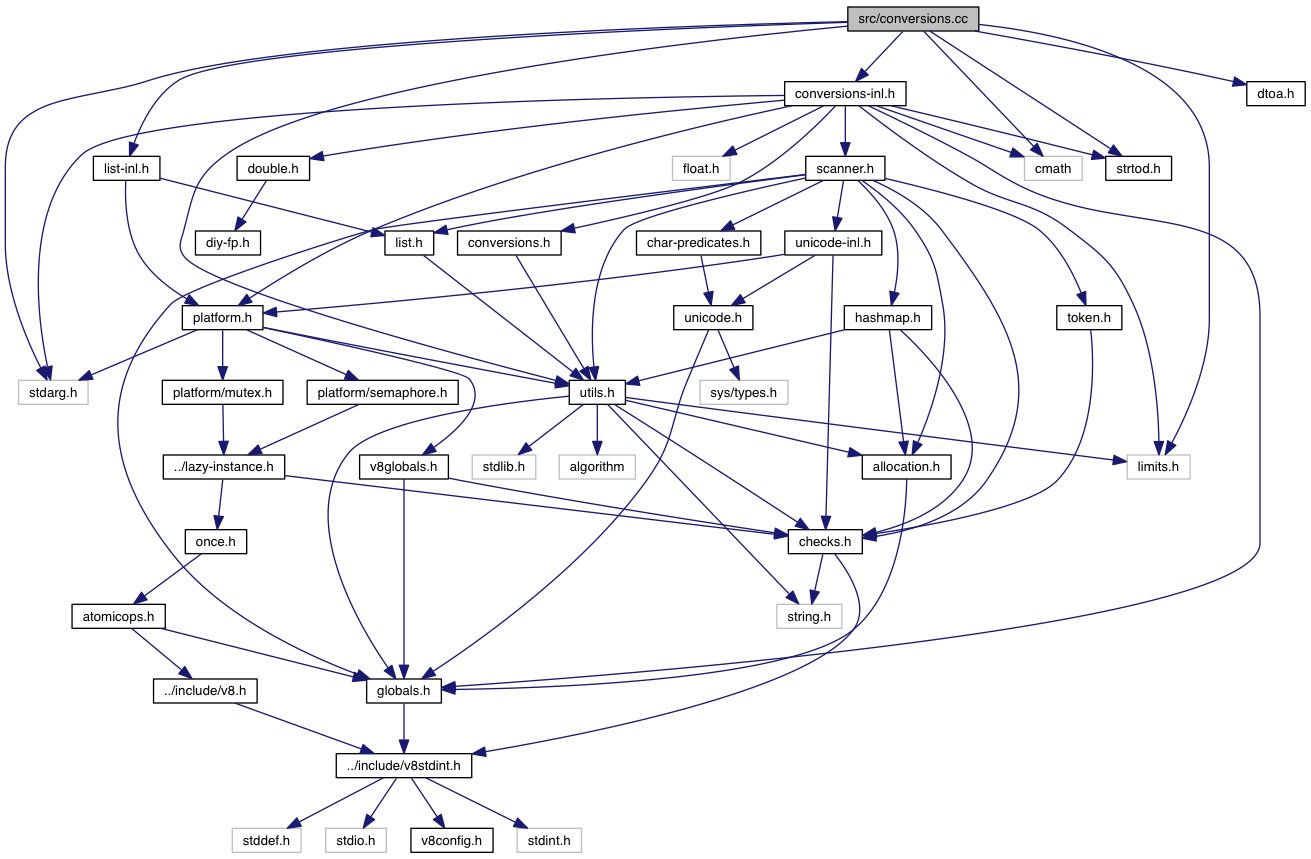 src/conversions.cc
conversions-inl.h
dtoa.h
list-inl.h
double.h
float.h
scanner.h
cmath
strtod.h
diy-fp.h
list.h
conversions.h
char-predicates.h
unicode-inl.h
platform.h
unicode.h
hashmap.h
token.h
stdarg.h
platform/mutex.h
platform/semaphore.h
utils.h
sys/types.h
../lazy-instance.h
v8globals.h
stdlib.h
algorithm
allocation.h
limits.h
once.h
checks.h
atomicops.h
string.h
../include/v8.h
globals.h
../include/v8stdint.h
stddef.h
stdio.h
v8config.h
stdint.h